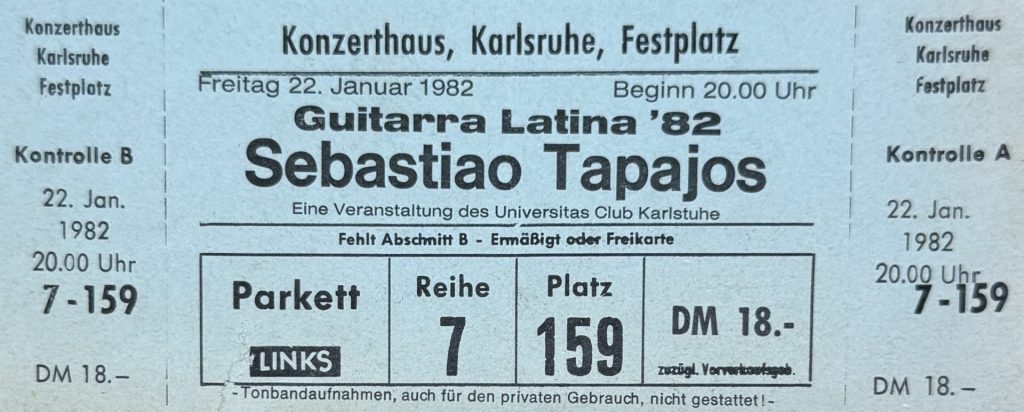 Konzerthaus
Karlsruhe
Festplatz
Kontrolle B
22. Jan.
1982
20.00 Uhr
7 - 159
DM 18.–
Konzerthaus, Karlsruhe, Festplatz
Freitag 22. Januar 1982 Beginn 20.00 Uhr
Guitarra Latina '82
Sebastiao Tapajos
Eine Veranstaltung des Universitas Club Karlstuhe
Fehlt Abschnitt B - Ermäßigt oder Freikarte
Parkett
LINKS
Reihe
7
Platz
159
DM 18.-
zuzügl. Vorverkaufsgeb.
-Tonbandaufnahmen, auch für den privaten Gebrauch, nicht gestattet!-
Konzerthaus
Karlsruhe
Festplatz
Kontrolle A
22. Jan.
1982
20.00 Uhr
7 - 159
DM 18.–